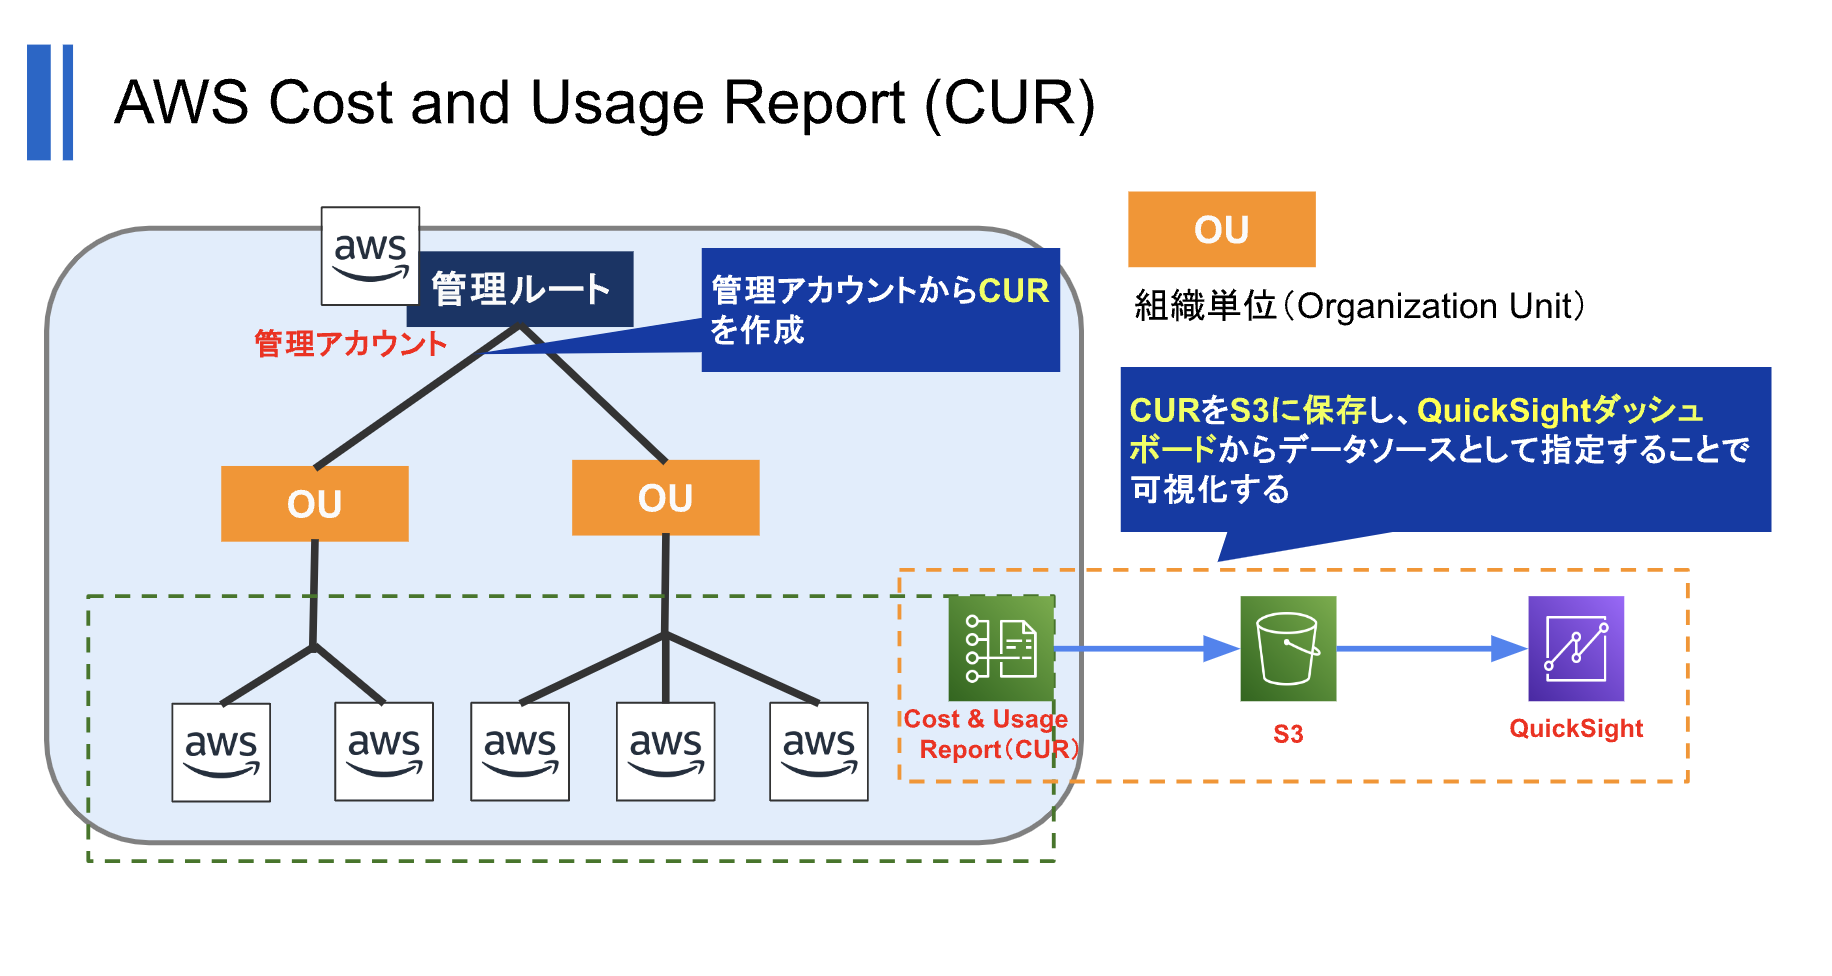 AWS Cost and Usage Report (CUR)
aws
管理ルート
管理アカウント
管理アカウントからCUR
を作成
OU
組織単位（Organization Unit）
CURをS3に保存し、QuickSightダッシュ
ボードからデータソースとして指定することで
可視化する
OU
OU
Cost & Usage
Report（CUR）
S3
QuickSight
aws
aws
aws
aws
aws